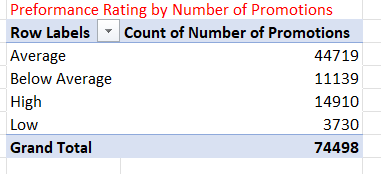 Preformance Rating by Number of Promotions
Row Labels Count of Number of Promotions
Average 44719
Below Average 11139
High 14910
Low 3730
Grand Total 74498